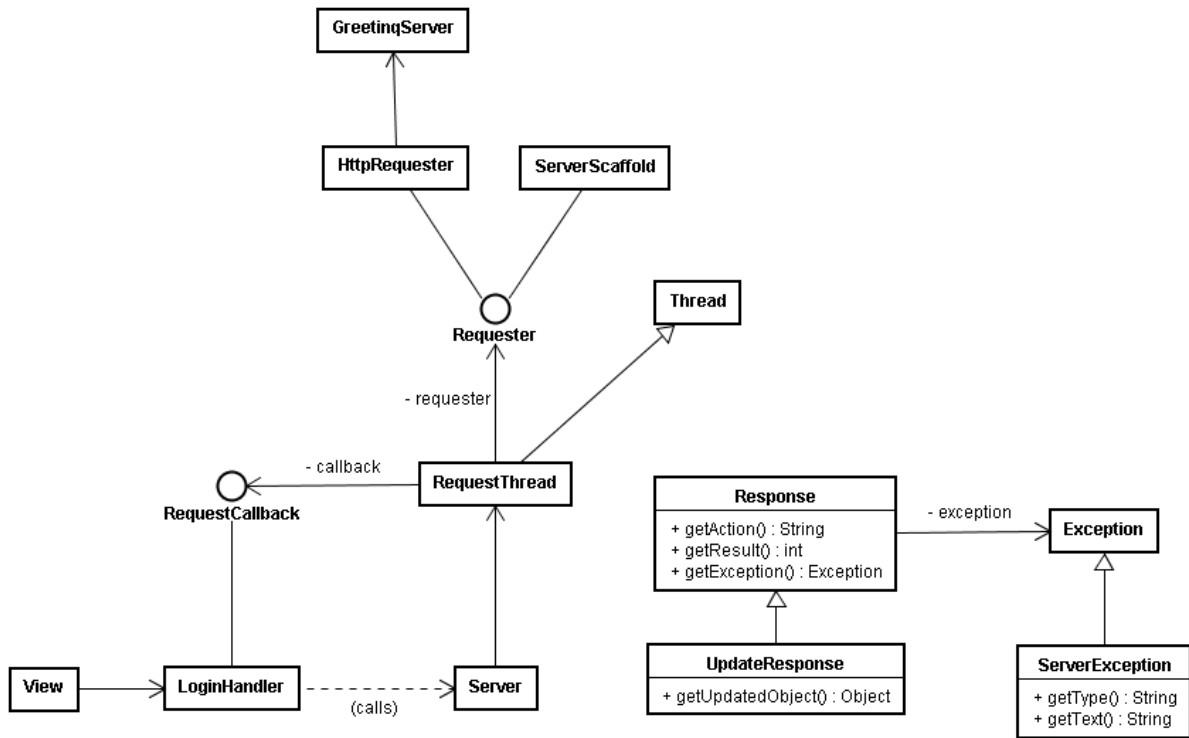 GreetinqServer
HttpRequester
ServerScaffold
Thread
Requester
- requester
- callback
RequestThread
RequestCallback
Response
+ getAction() : String
+ getResult() : int
+ getException() : Exception
- exception
Exception
View
LoginHandler
(calls)
Server
UpdateResponse
+ getUpdatedObject() : Object
ServerException
+ getType() : String
+ getText() : String